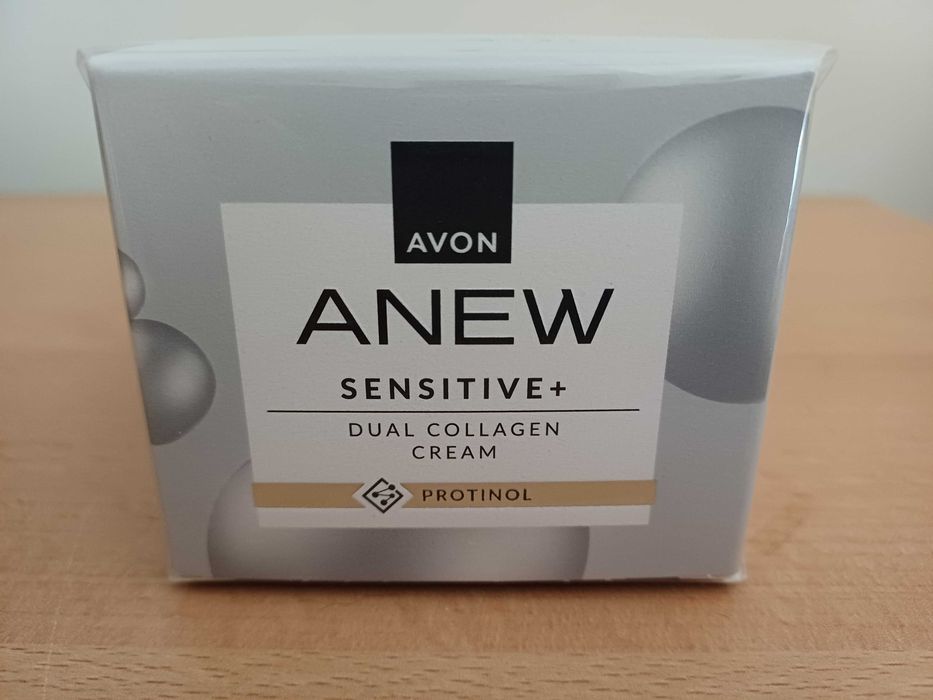 AVON
ANEW
SENSITIVE+
DUAL COLLAGEN
CREAM
PROTINOL